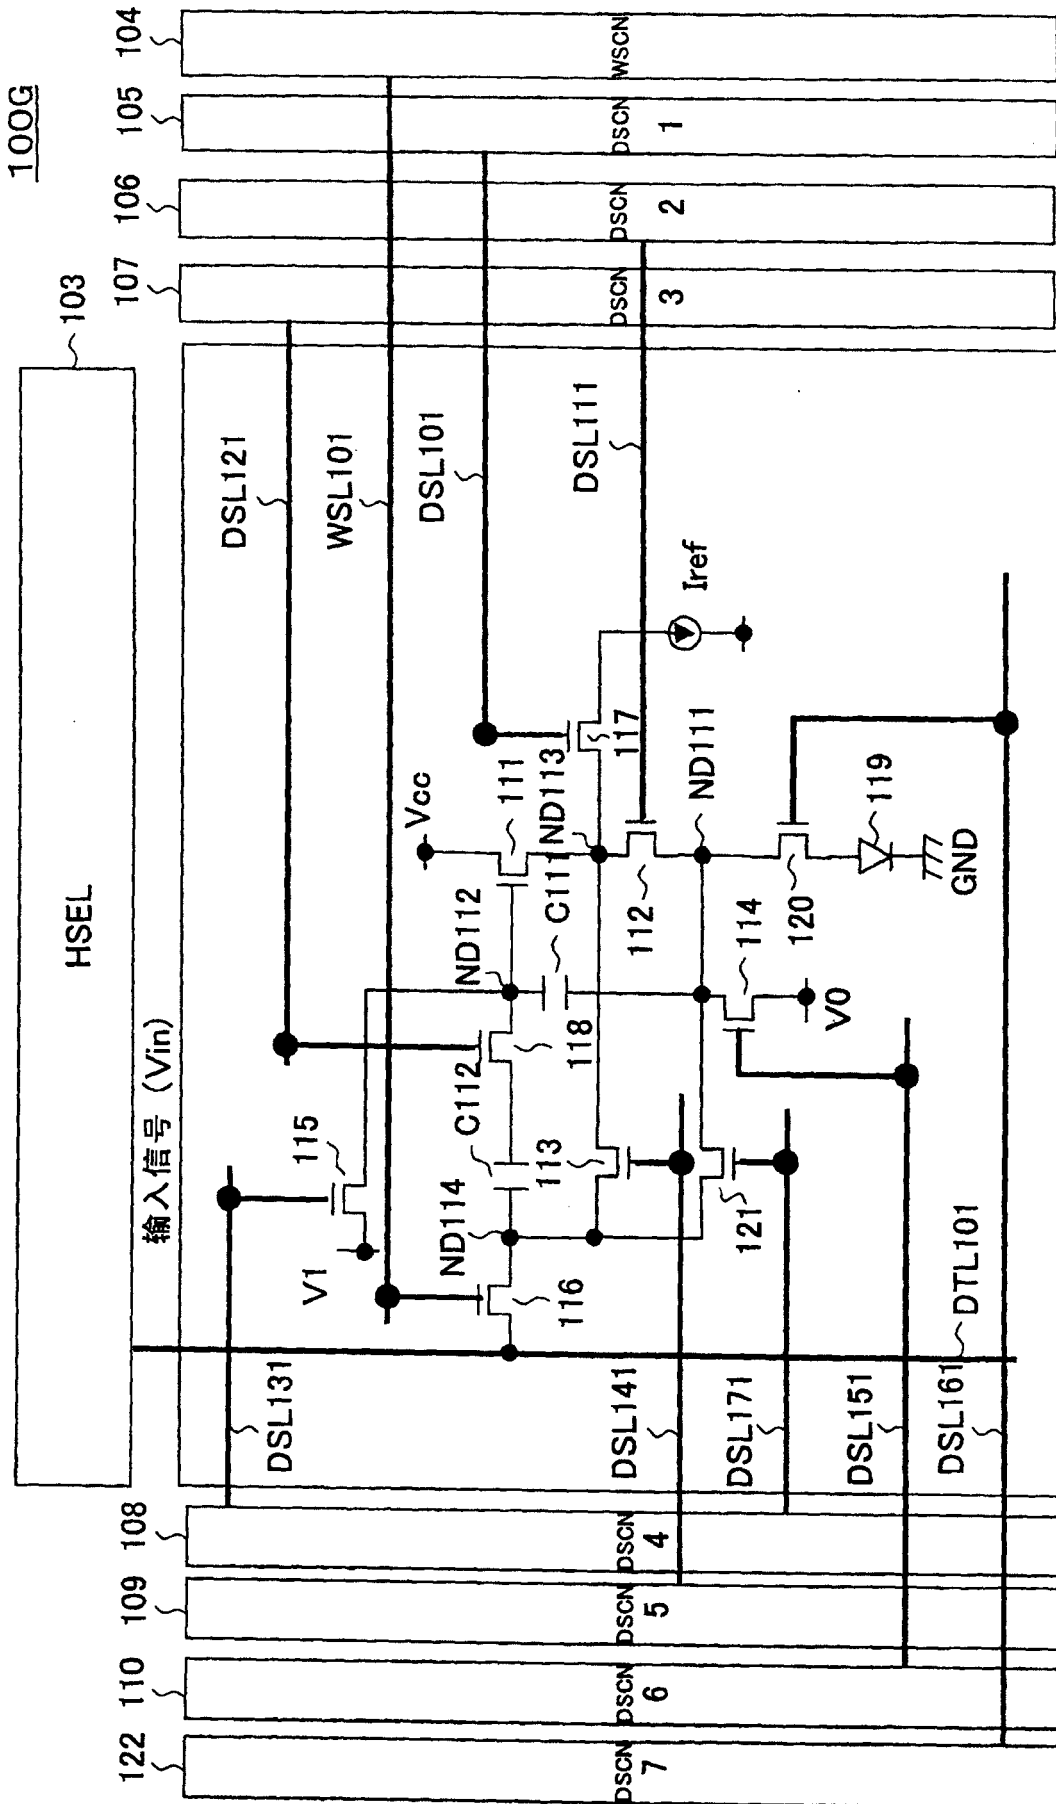 100G
103
HSEL
输入信号 (Vin)
104
WSCN
105
DSCN
1
106
DSCN
2
107
DSCN
3
108
DSCN
4
109
DSCN
5
110
DSCN
6
122
DSCN
7
DSL121
WSL101
DSL101
DSL111
DSL131
DSL141
DSL171
DSL151
DSL161
DTL101
V1
115
Vcc
111
ND112
ND113
C111
118
C112
ND114
116
113
117
Iref
112
ND111
114
V0
121
120
119
GND